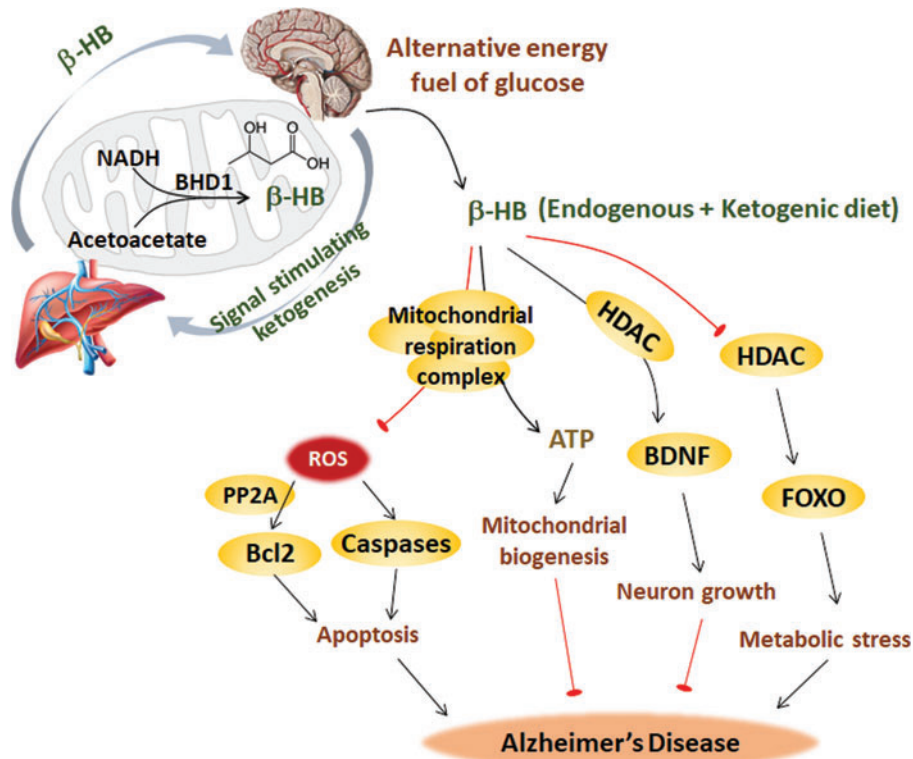 β-HB
Alternative energy
fuel of glucose
OH
O
OH
NADH
BHD1
β-HB
Acetoacetate
Signal stimulating
ketogenesis
β-HB (Endogenous + Ketogenic diet)
Mitochondrial
respiration
complex
HDAC
HDAC
ROS
ATP
BDNF
PP2A
FOXO
Bcl2
Caspases
Mitochondrial
biogenesis
Neuron growth
Apoptosis
Metabolic stress
Alzheimer's Disease